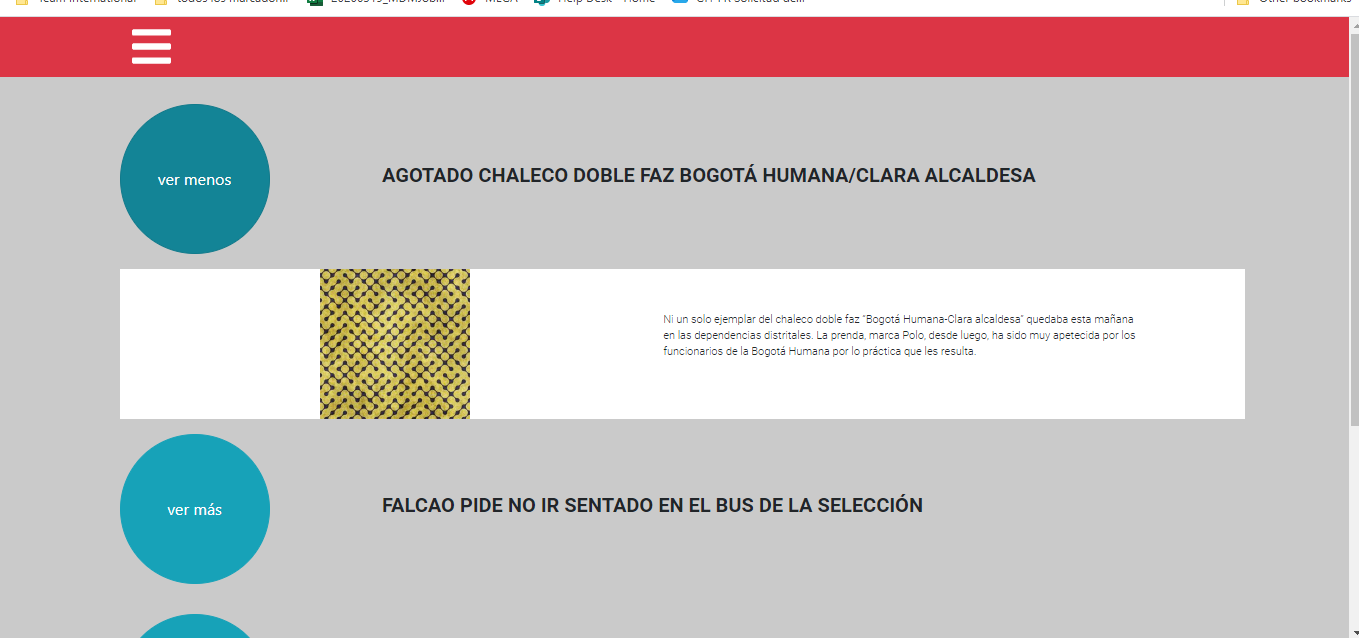 ver menos
AGOTADO CHALECO DOBLE FAZ BOGOTÁ HUMANA/CLARA ALCALDESA
Ni un solo ejemplar del chaleco doble faz "Bogotá Humana-Clara alcaldesa" quedaba esta mañana
en las dependencias distritales. La prenda, marca Polo, desde luego, ha sido muy apetecida por los
funcionarios de la Bogotá Humana por lo práctica que les resulta.
ver más
FALCAO PIDE NO IR SENTADO EN EL BUS DE LA SELECCIÓN